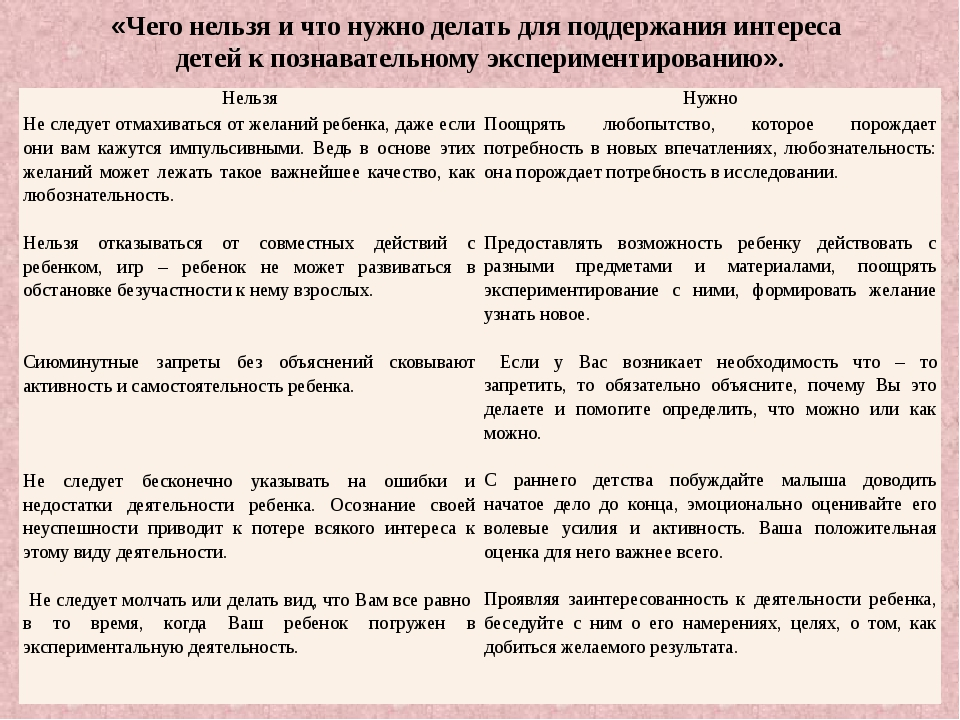 «Чего нельзя и что нужно делать для поддержания интереса
детей к познавательному экспериментированию».
Нельзя
Не следует отмахиваться от желаний ребенка, даже если
они вам кажутся импульсивными. Ведь в основе этих
желаний может лежать такое важнейшее качество, как
любознательность.
Нужно
Поощрять любопытство, которое порождает
потребность в новых впечатлениях, любознательность:
она порождает потребность в исследовании.
Нельзя отказываться от совместных действий с
ребенком, игр – ребенок не может развиваться в
обстановке безучастности к нему взрослых.
Предоставлять возможность ребенку действовать с
разными предметами и материалами, поощрять
экспериментирование с ними, формировать желание
узнать новое.
Сиюминутные запреты без объяснений сковывают
активность и самостоятельность ребенка.
Если у Вас возникает необходимость что – то
запретить, то обязательно объясните, почему Вы это
делаете и помогите определить, что можно или как
можно.
Не следует бесконечно указывать на ошибки и
недостатки деятельности ребенка. Осознание своей
неуспешности приводит к потере всякого интереса к
этому виду деятельности.
С раннего детства побуждайте малыша доводить
начатое дело до конца, эмоционально оценивайте его
волевые усилия и активность. Ваша положительная
оценка для него важнее всего.
Не следует молчать или делать вид, что Вам все равно
в то время, когда Ваш ребенок погружен в
экспериментальную деятельность.
Проявляя заинтересованность к деятельности ребенка,
беседуйте с ним о его намерениях, целях, о том, как
добиться желаемого результата.